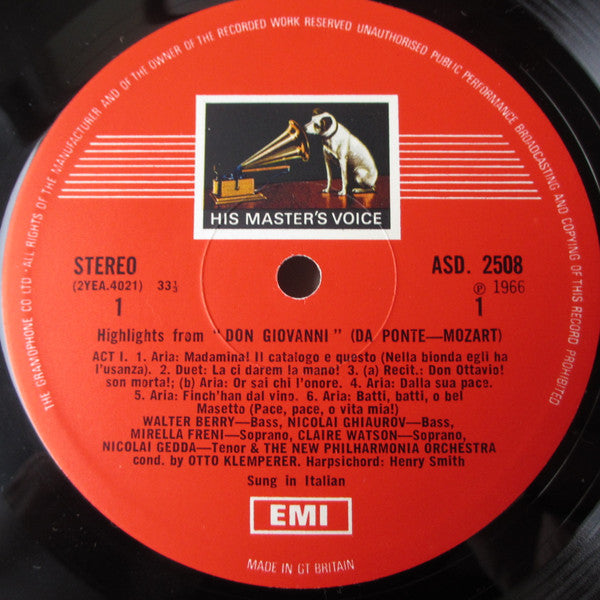 THE GRAMOPHONE CO LTD · ALL RIGHTS OF THE MANUFACTURER AND OF THE OWNER OF THE RECORDED WORK RESERVED UNAUTHORISED PUBLIC PERFORMANCE BROADCASTING AND COPYING OF THIS RECORD PROHIBITED
HIS MASTER'S VOICE
STEREO
(2YEA.4021) 33⅓
1
ASD. 2508
℗ 1966
1
Highlights from "DON GIOVANNI" (DA PONTE—MOZART)
ACT I. 1. Aria: Madamina! Il catalogo e questo (Nella bionda egli ha
l'usanza). 2. Duet: La ci darem la mano! 3. (a) Recit.: Don Ottavio!
son morta!; (b) Aria: Or sai chi l'onore. 4. Aria: Dalla sua pace.
5. Aria: Finch'han dal vino. 6. Aria: Batti, batti, o bel
Masetto (Pace, pace, o vita mia!)
WALTER BERRY—Bass, NICOLAI GHIAUROV—Bass,
MIRELLA FRENI—Soprano, CLAIRE WATSON—Soprano,
NICOLAI GEDDA—Tenor & THE NEW PHILHARMONIA ORCHESTRA
cond. by OTTO KLEMPERER. Harpsichord: Henry Smith
Sung in Italian
EMI
MADE IN GT BRITAIN